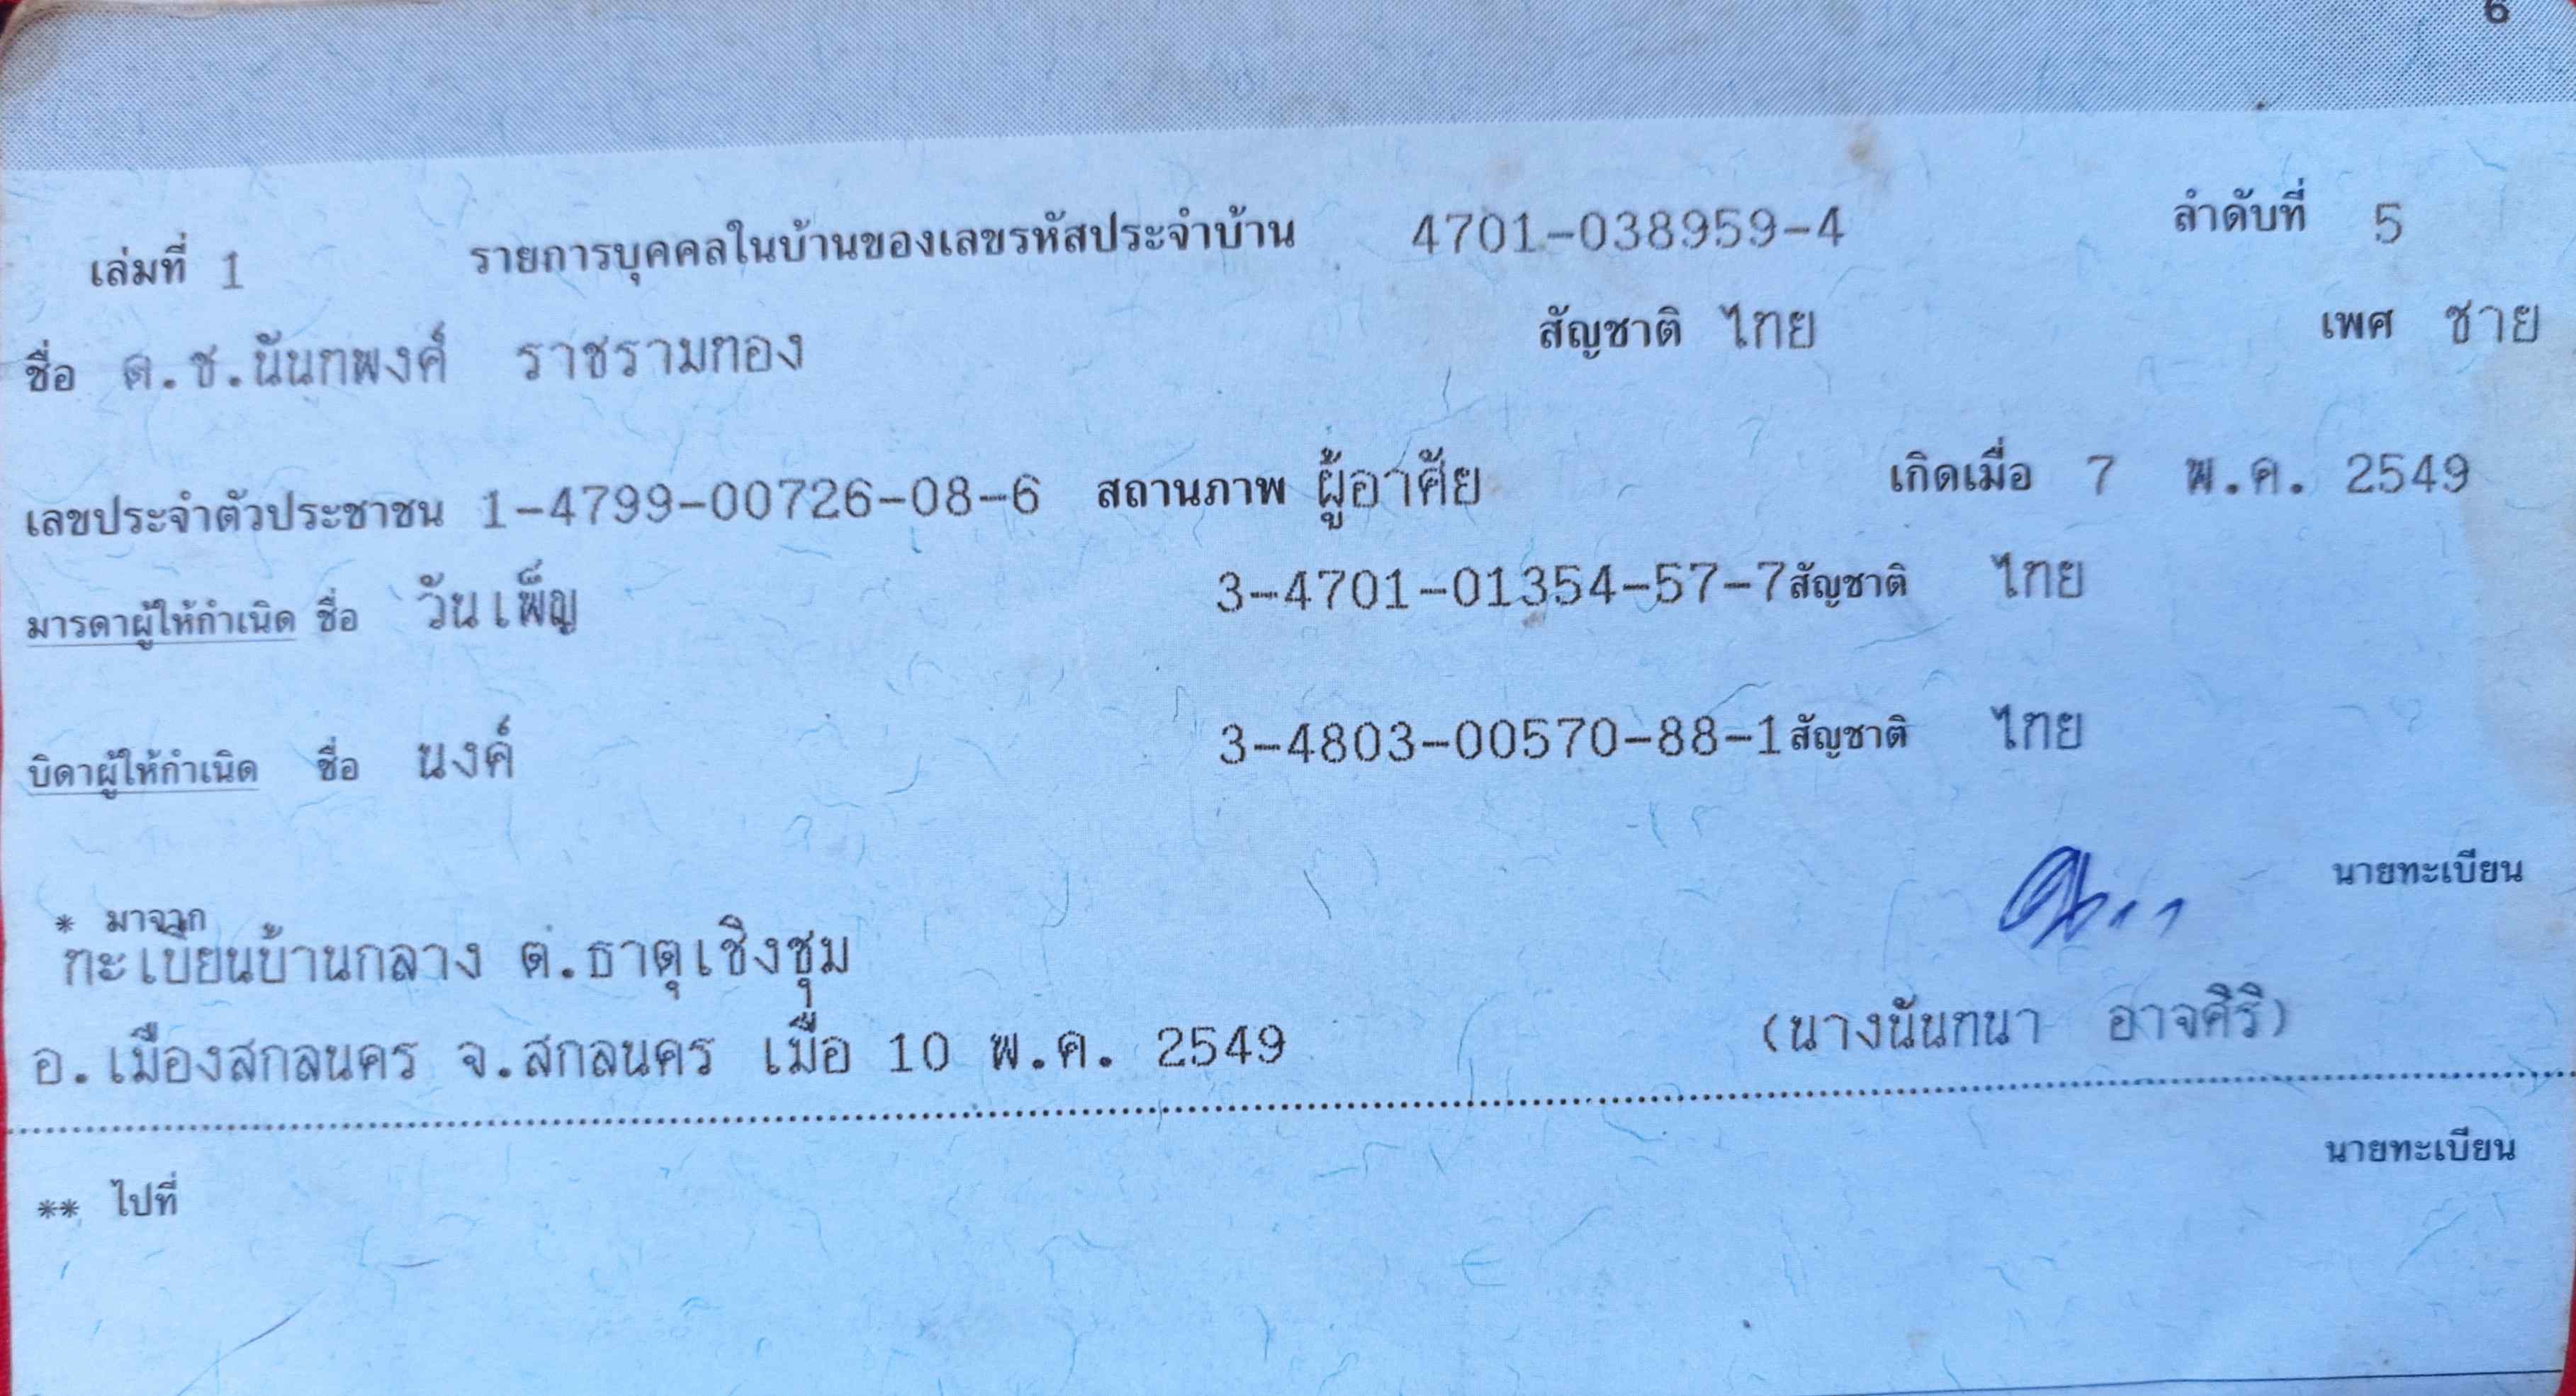 6
เล่มที่ 1 รายการบุคคลในบ้านของเลขรหัสประจำบ้าน 4701-038959-4 ลำดับที่ 5
ชื่อ ด.ช.นันทพงศ์ ราชรามทอง สัญชาติ ไทย เพศ ชาย
เลขประจำตัวประชาชน 1-4799-00726-08-6 สถานภาพ ผู้อาศัย เกิดเมื่อ 7 พ.ค. 2549
มารดาผู้ให้กำเนิด ชื่อ วันเพ็ญ 3-4701-01354-57-7 สัญชาติ ไทย
บิดาผู้ให้กำเนิด ชื่อ นงค์ 3-4803-00570-88-1 สัญชาติ ไทย
นายทะเบียน
* มาจาก
ทะเบียนบ้านกลาง ต.ธาตุเชิงชุม
(นางนันทนา อาจศิริ)
อ.เมืองสกลนคร จ.สกลนคร เมื่อ 10 พ.ค. 2549
นายทะเบียน
** ไปที่